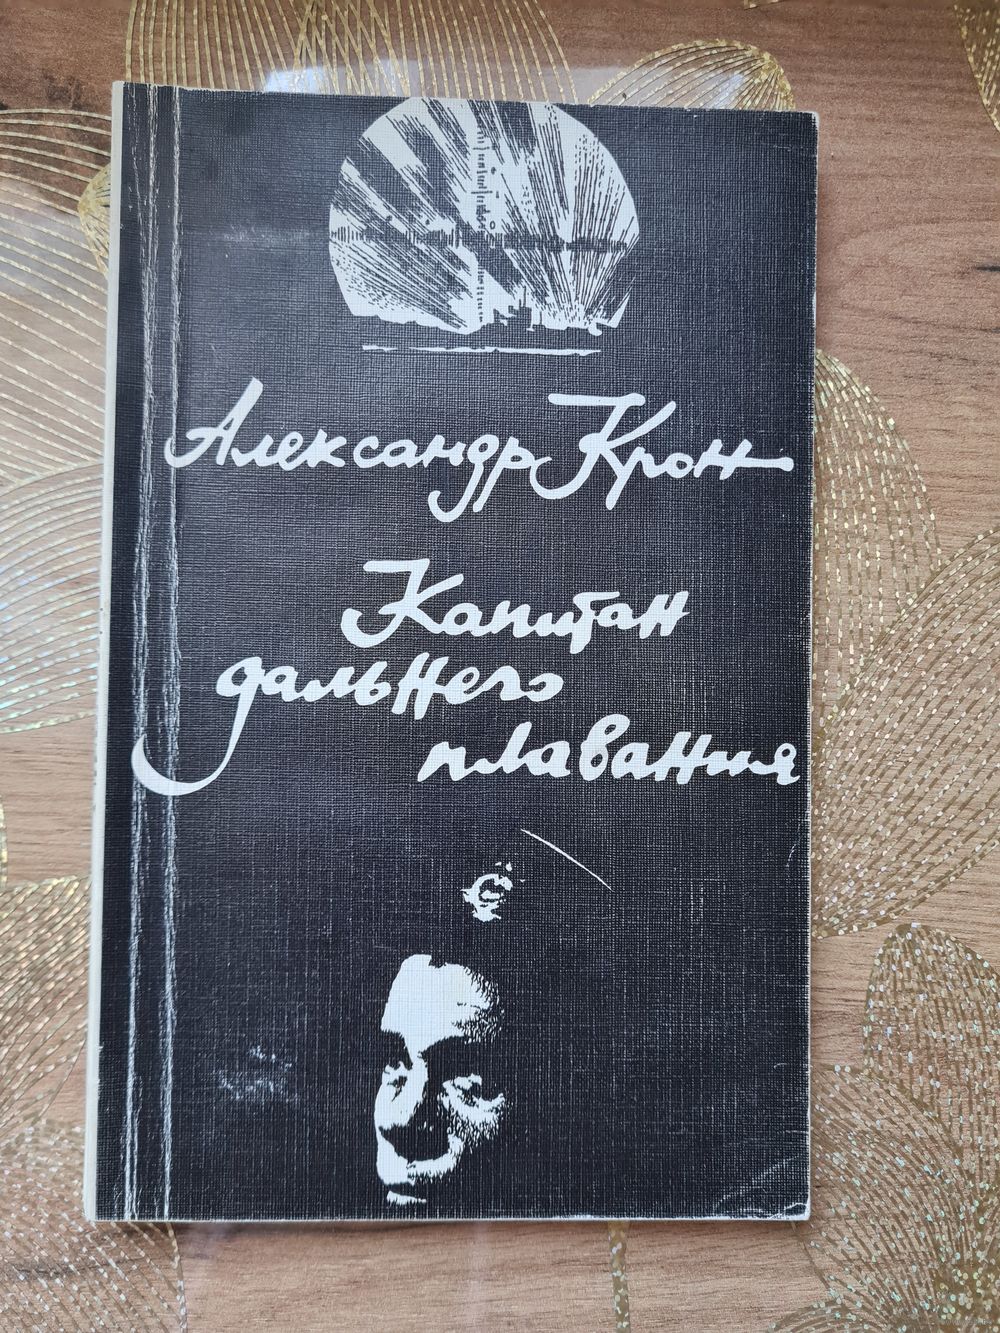 Александр Крон
Капитан
дальнего
плавания